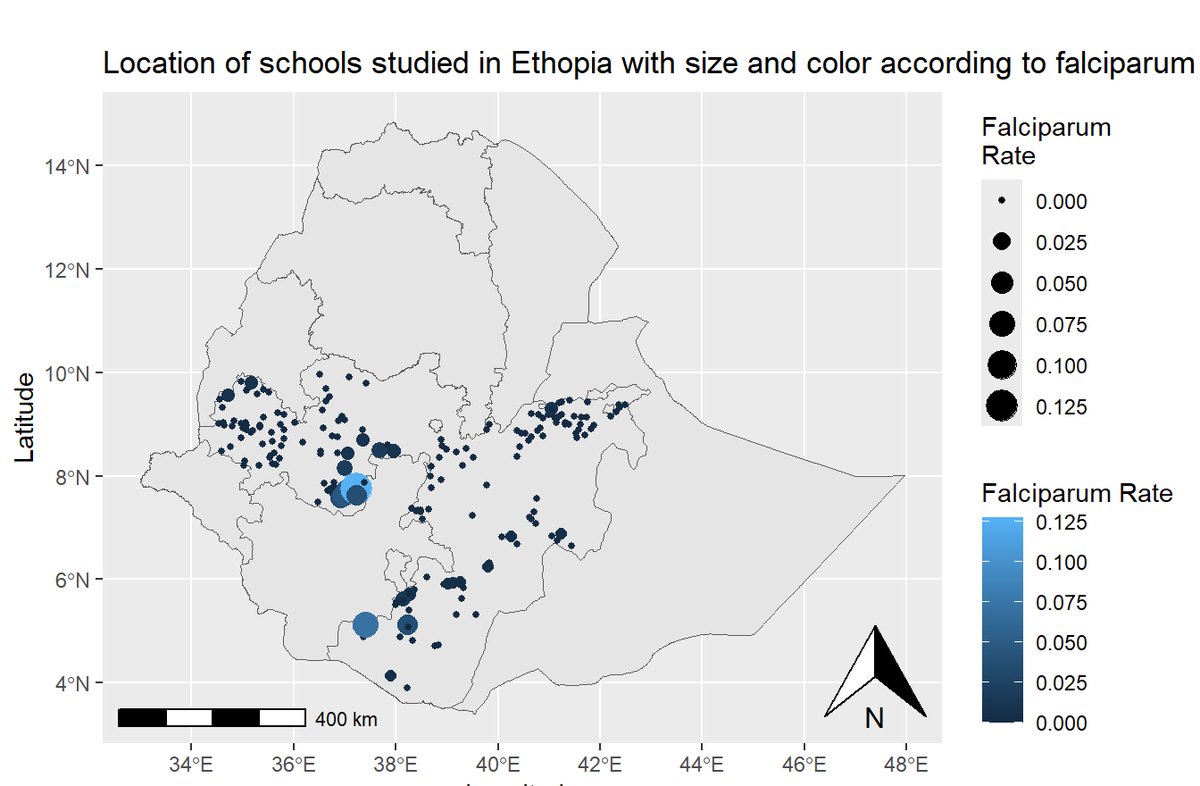 Location of schools studied in Ethopia with size and color according to falciparum
Falciparum
Rate
0.000
0.025
0.050
0.075
0.100
0.125
Falciparum Rate
0.125
0.100
0.075
0.050
0.025
0.000
Latitude
14°N
12°N
10°N
8°N
6°N
4°N
400 km
N
34°E
36°E
38°E
40°E
42°E
44°E
46°E
48°E